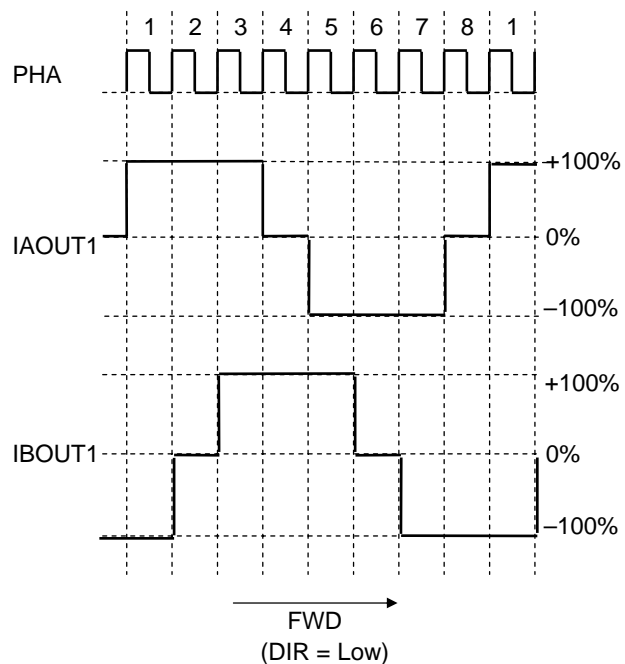 1 2 3 4 5 6 7 8 1
PHA
+100%
IAOUT1
0%
–100%
+100%
IBOUT1
0%
–100%
FWD
(DIR = Low)